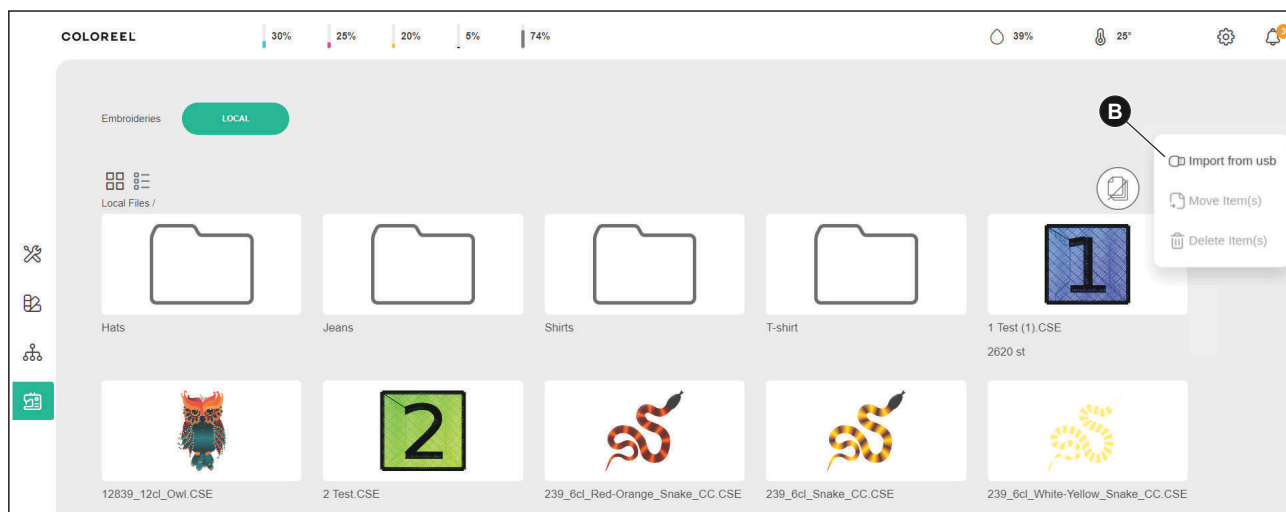 COLOREEL 30% 25% 20% 5% 74% 39% 25° 3
Embroideries LOCAL
B
Import from usb
Local Files /
Move Item(s)
Delete Item(s)
1
Hats Jeans Shirts T-shirt 1 Test (1).CSE
2620 st
2
12839_12cl_Owl.CSE 2 Test.CSE 239_6cl_Red-Orange_Snake_CC.CSE 239_6cl_Snake_CC.CSE 239_6cl_White-Yellow_Snake_CC.CSE